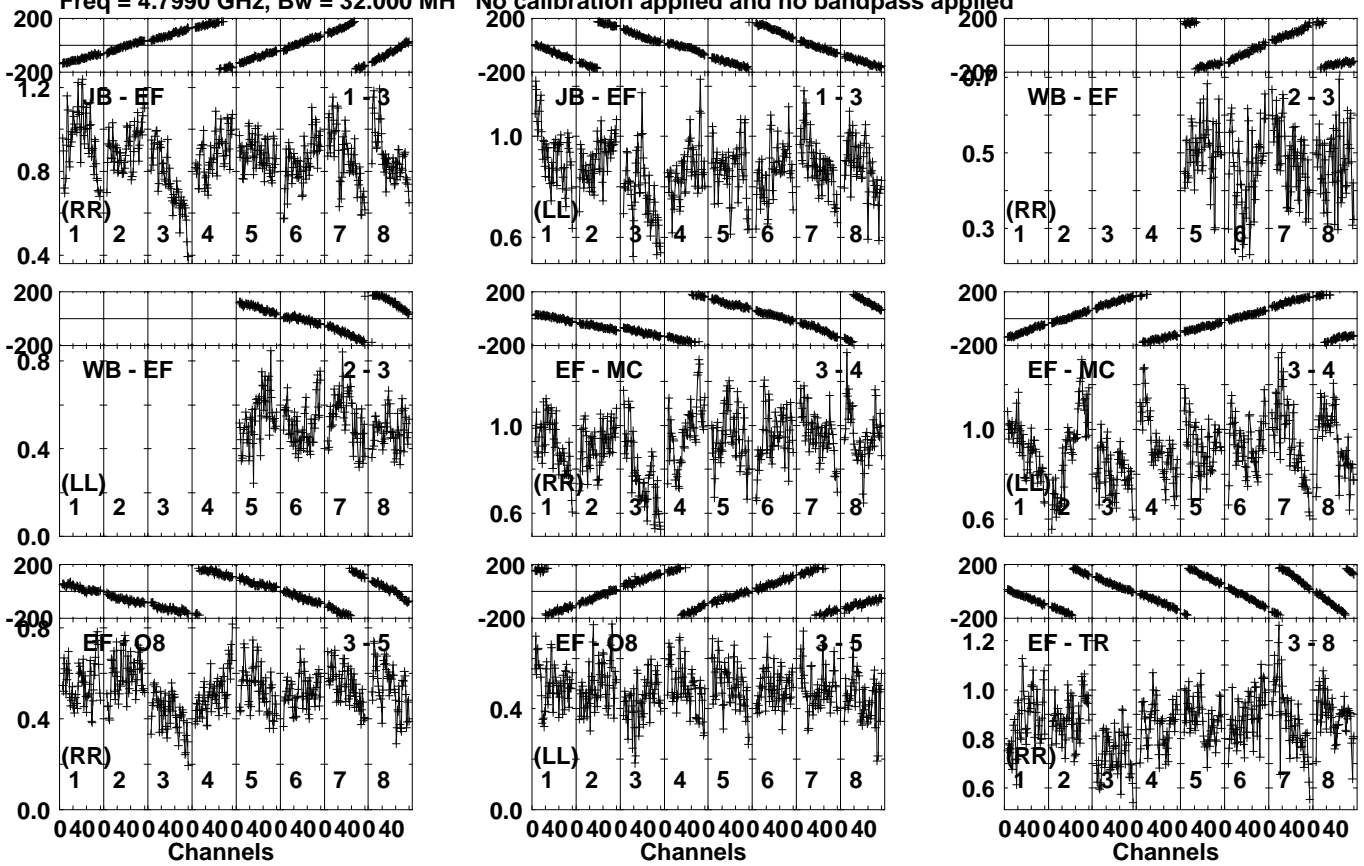 Freq = 4.7990 GHz, Bw = 32.000 MH No calibration applied and no bandpass applied
200
-200
1.2
0.8
0.4
JB - EF 1 - 3
(RR)
1 2 3 4 5 6 7 8
200
-200
1.0
0.6
JB - EF 1 - 3
(LL)
1 2 3 4 5 6 7 8
200
-200
0.7
0.5
0.3
WB - EF 2 - 3
(RR)
1 2 3 4 5 6 7 8
200
-200
0.8
0.4
0.0
WB - EF 2 - 3
(LL)
1 2 3 4 5 6 7 8
200
-200
1.0
0.6
EF - MC 3 - 4
(RR)
1 2 3 4 5 6 7 8
200
-200
1.0
0.6
EF - MC 3 - 4
(LL)
1 2 3 4 5 6 7 8
200
-200
0.8
0.4
0.0
EF - O8 3 - 5
(RR)
1 2 3 4 5 6 7 8
0 40 0 40 0 40 0 40 0 40 0 40 0 40 0 40
Channels
200
-200
0.4
0.0
EF - O8 3 - 5
(LL)
1 2 3 4 5 6 7 8
0 40 0 40 0 40 0 40 0 40 0 40 0 40 0 40
Channels
200
-200
1.2
1.0
0.8
0.6
EF - TR 3 - 8
(RR)
1 2 3 4 5 6 7 8
0 40 0 40 0 40 0 40 0 40 0 40 0 40 0 40
Channels